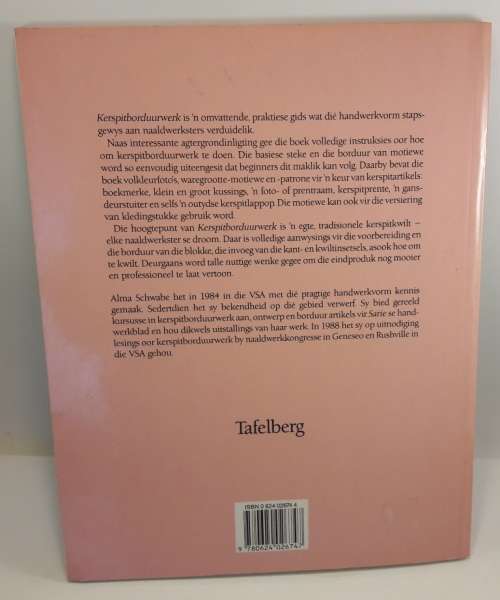 Kerspitborduurwerk is 'n omvattende, praktiese gids wat dié handwerkvorm staps-
gewys aan naaldwerksters verduidelik.
Naas interessante agtergrondinligting gee die boek volledige instruksies oor hoe
om kerspitborduurwerk te doen. Die basiese steke en die borduur van motiewe
word so eenvoudig uiteengesit dat beginners dit maklik kan volg. Daarby bevat die
boek volkleurfoto's, waregrootte-motiewe en -patrone vir 'n keur van kerspitartikels:
boekmerke, klein en groot kussings, 'n foto- of prentraam, kerspitprente, 'n gans-
deurstuiter en selfs 'n outydse kerspitlappop. Die motiewe kan ook vir die versiering
van kledingstukke gebruik word.
Die hoogtepunt van Kerspitborduurwerk is 'n egte, tradisionele kerspitkwilt –
elke naaldwerkster se droom. Daar is volledige aanwysings vir die voorbereiding en
die borduur van die blokke, die invoeg van die kant- en kwiltinsetsels, asook hoe om
te kwilt. Deurgaans word talle nuttige wenke gegee om die eindproduk nog mooier
en professioneel te laat vertoon.
Alma Schwabe het in 1984 in die VSA met dié pragtige handwerkvorm kennis
gemaak. Sedertdien het sy bekendheid op dié gebied verwerf. Sy bied gereeld
kursusse in kerspitborduurwerk aan, ontwerp en borduur artikels vir Sarie se hand-
werkblad en hou dikwels uitstallings van haar werk. In 1988 het sy op uitnodiging
lesings oor kerspitborduurwerk by naaldwerkkongresse in Geneseo en Rushville in
die VSA gehou.
Tafelberg
ISBN 0 624 02674 4
9 780624 026747